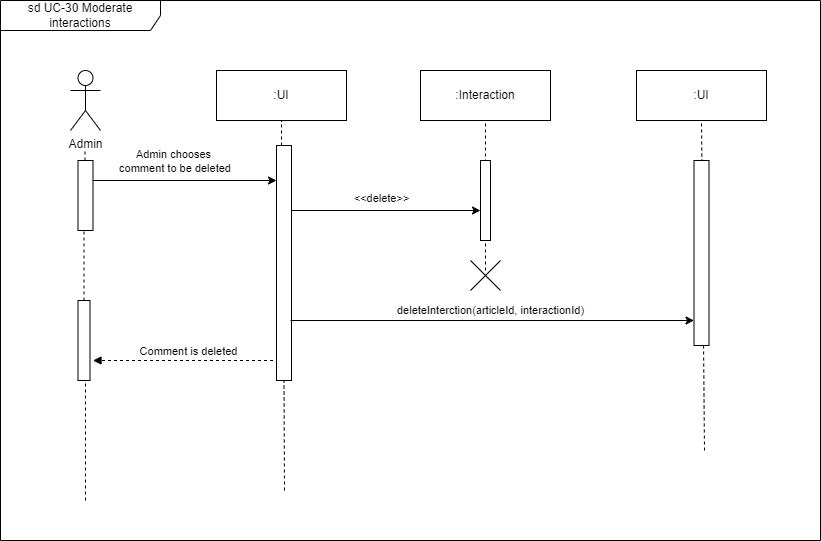 sd UC-30 Moderate
interactions
:UI
:Interaction
:UI
Admin
Admin chooses
comment to be deleted
<<delete>>
deleteInterction(articleId, interactionId)
Comment is deleted